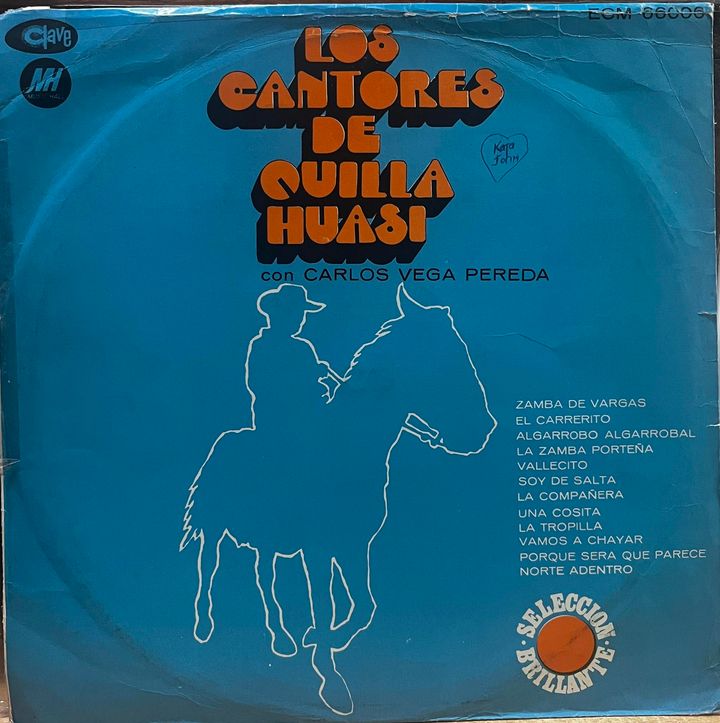 Clave
MH
ECM 66006
LOS
CANTORES
DE
QUILLA
HUASI
con CARLOS VEGA PEREDA
Kata
John
ZAMBA DE VARGAS
EL CARRERITO
ALGARROBO ALGARROBAL
LA ZAMBA PORTEÑA
VALLECITO
SOY DE SALTA
LA COMPAÑERA
UNA COSITA
LA TROPILLA
VAMOS A CHAYAR
PORQUE SERA QUE PARECE
NORTE ADENTRO
SELECCION
BRILLANTE